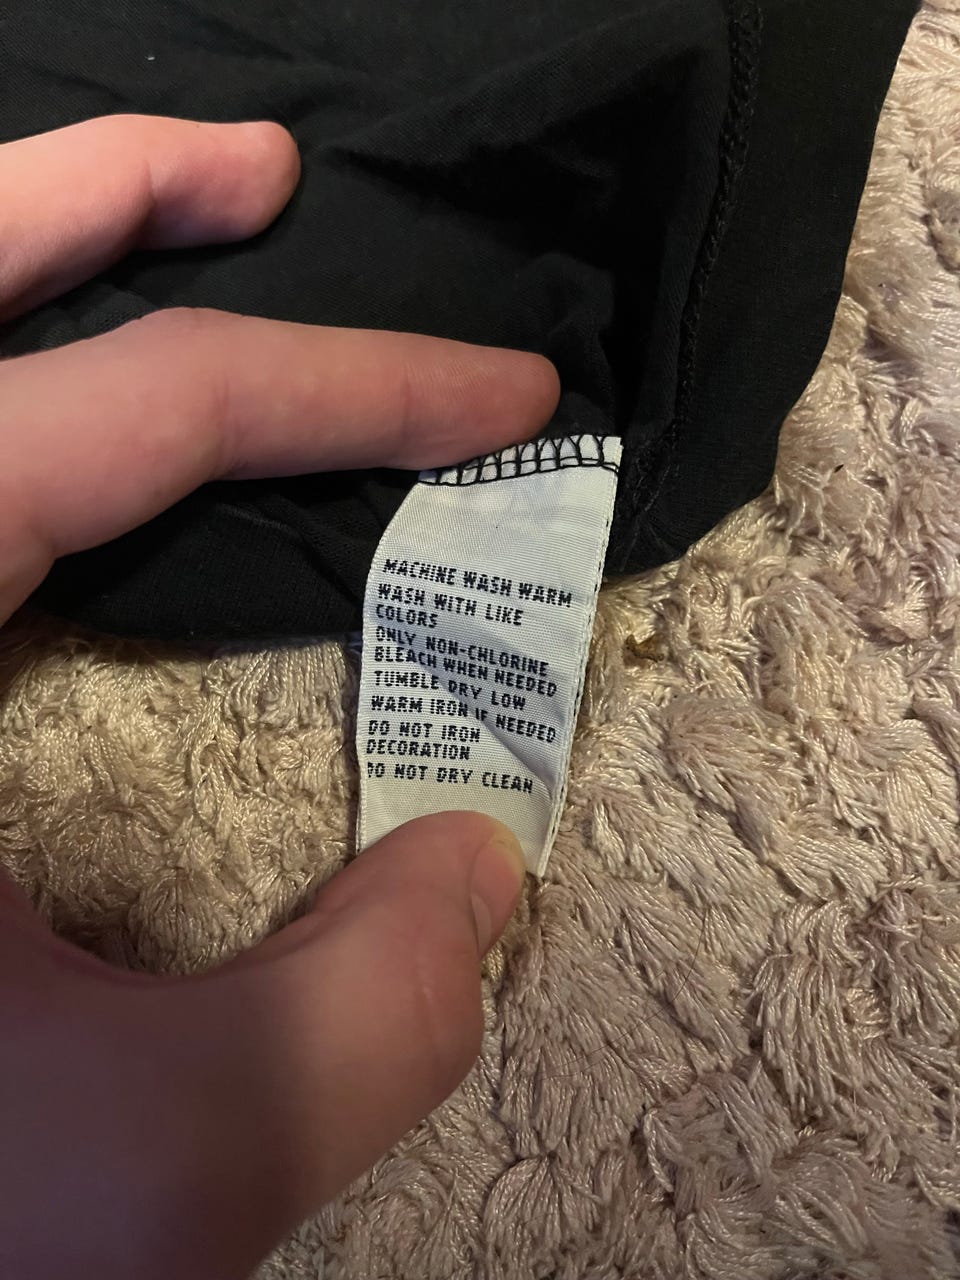 MACHINE WASH WARM
WASH WITH LIKE
COLORS
ONLY NON-CHLORINE
BLEACH WHEN NEEDED
TUMBLE DRY LOW
WARM IRON IF NEEDED
DO NOT IRON
DECORATION
DO NOT DRY CLEAN